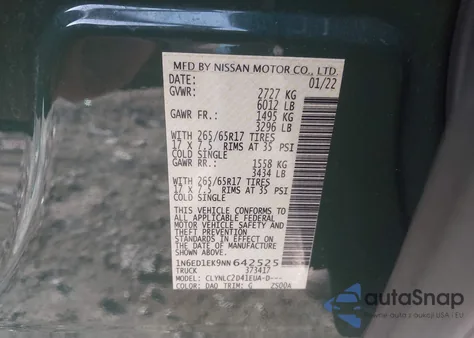 MFD BY NISSAN MOTOR CO., LTD.
DATE: 01/22
GVWR: 2727 KG
6012 LB
GAWR FR.: 1495 KG
3296 LB
WITH 265/65R17 TIRES
17 X 7.5 RIMS AT 35 PSI
COLD SINGLE
GAWR RR.: 1558 KG
3434 LB
WITH 265/65R17 TIRES
17 X 7.5 RIMS AT 35 PSI
COLD SINGLE
THIS VEHICLE CONFORMS TO
ALL APPLICABLE FEDERAL
MOTOR VEHICLE SAFETY
AND THEFT PREVENTION
STANDARDS IN EFFECT ON
THE DATE OF MANUFACTURE
SHOWN ABOVE.
1N6ED1EK9NN642525
TRUCK 373417
MODEL: CLYNLCZD41EUA-D---
COLOR: DAQ TRIM: G
autoSnap